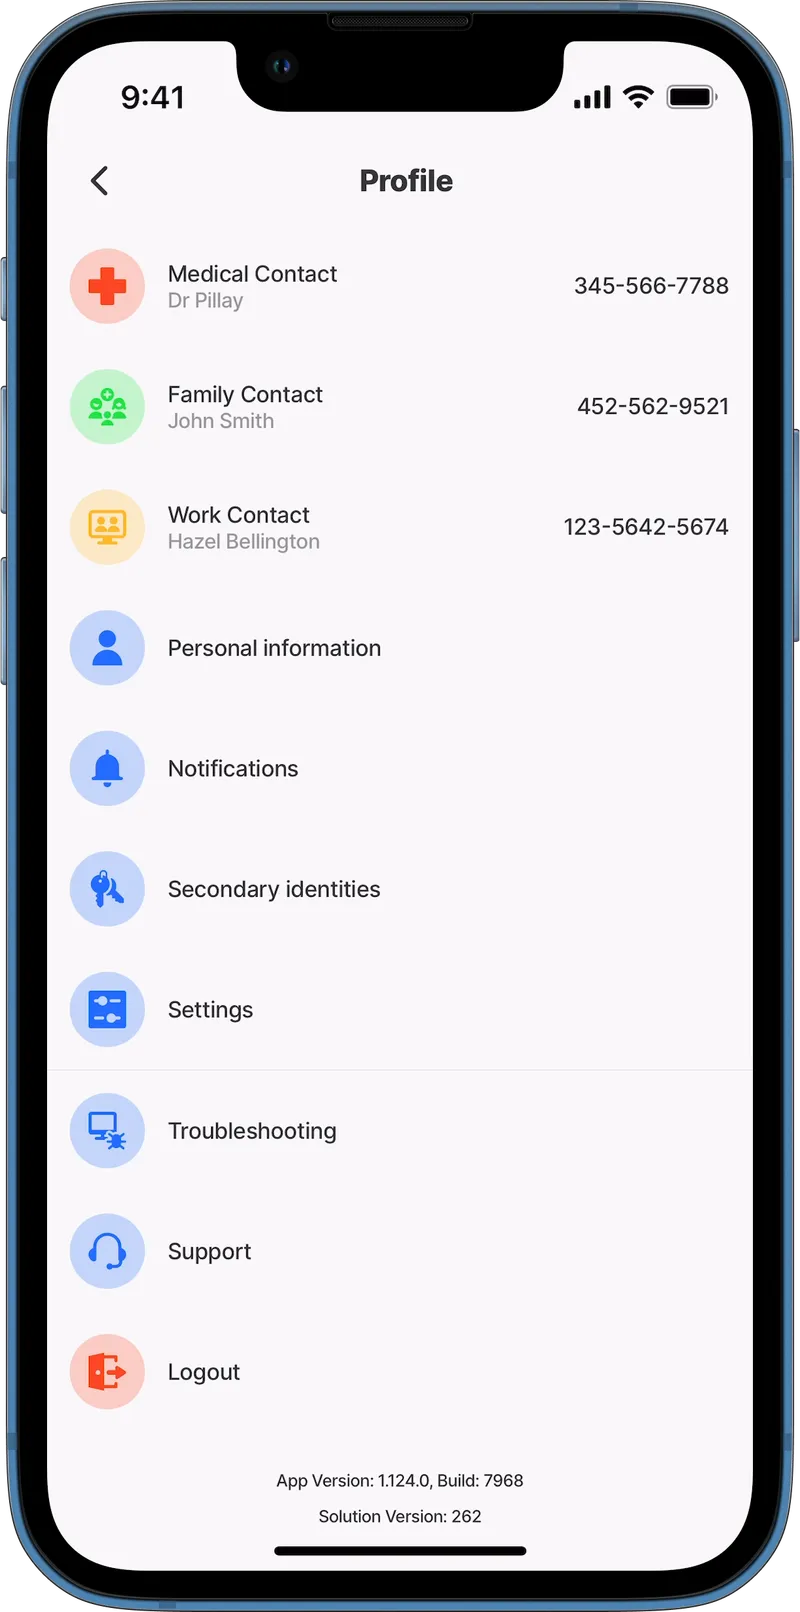 9:41
Profile
Medical Contact
Dr Pillay
345-566-7788
Family Contact
John Smith
452-562-9521
Work Contact
Hazel Bellington
123-5642-5674
Personal information
Notifications
Secondary identities
Settings
Troubleshooting
Support
Logout
App Version: 1.124.0, Build: 7968
Solution Version: 262